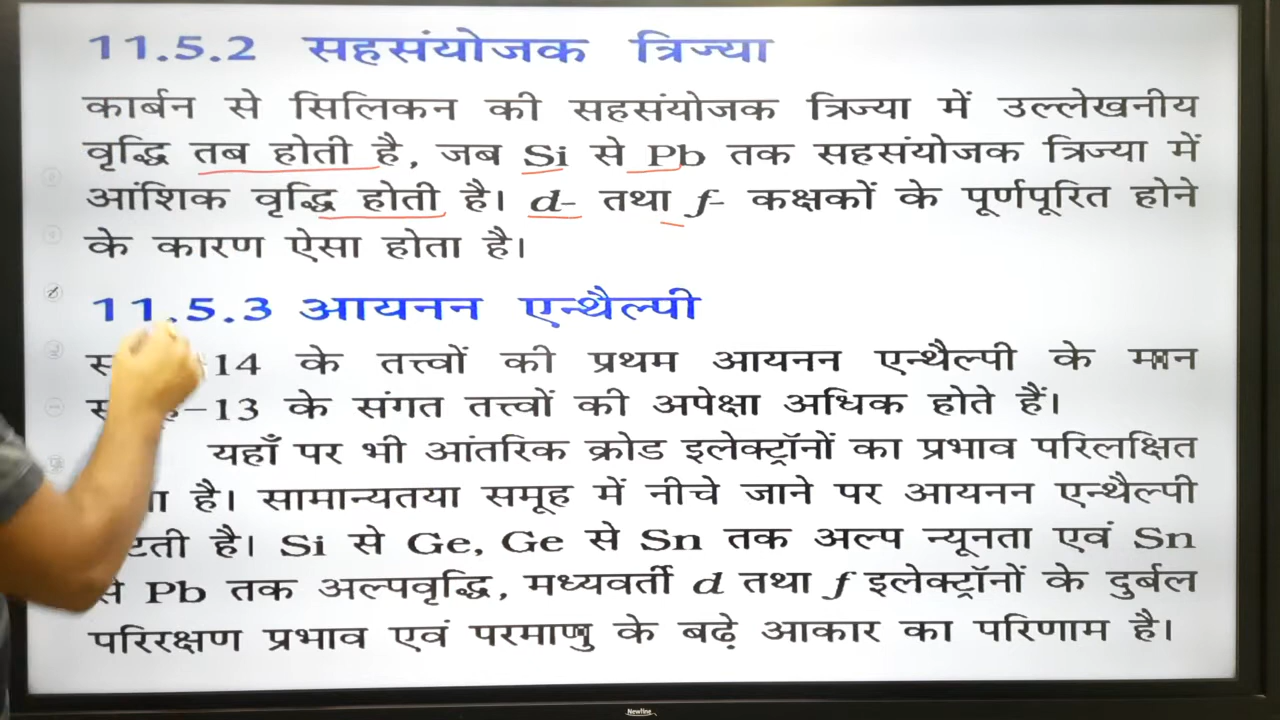 11.5.2 सहसंयोजक त्रिज्या
कार्बन से सिलिकन की सहसंयोजक त्रिज्या में उल्लेखनीय
वृद्धि तब होती है, जब Si से Pb तक सहसंयोजक त्रिज्या में
आंशिक वृद्धि होती है। d- तथा f- कक्षकों के पूर्णपूरित होने
के कारण ऐसा होता है।
11.5.3 आयनन एन्थैल्पी
14 के तत्त्वों की प्रथम आयनन एन्थैल्पी के मान
-13 के संगत तत्त्वों की अपेक्षा अधिक होते हैं।
यहाँ पर भी आंतरिक क्रोड इलेक्ट्रॉनों का प्रभाव परिलक्षित
है। सामान्यतया समूह में नीचे जाने पर आयनन एन्थैल्पी
है। Si से Ge, Ge से Sn तक अल्प न्यूनता एवं Sn
से Pb तक अल्पवृद्धि, मध्यवर्ती d तथा f इलेक्ट्रॉनों के दुर्बल
परिरक्षण प्रभाव एवं परमाणु के बढ़े आकार का परिणाम है।
Newline